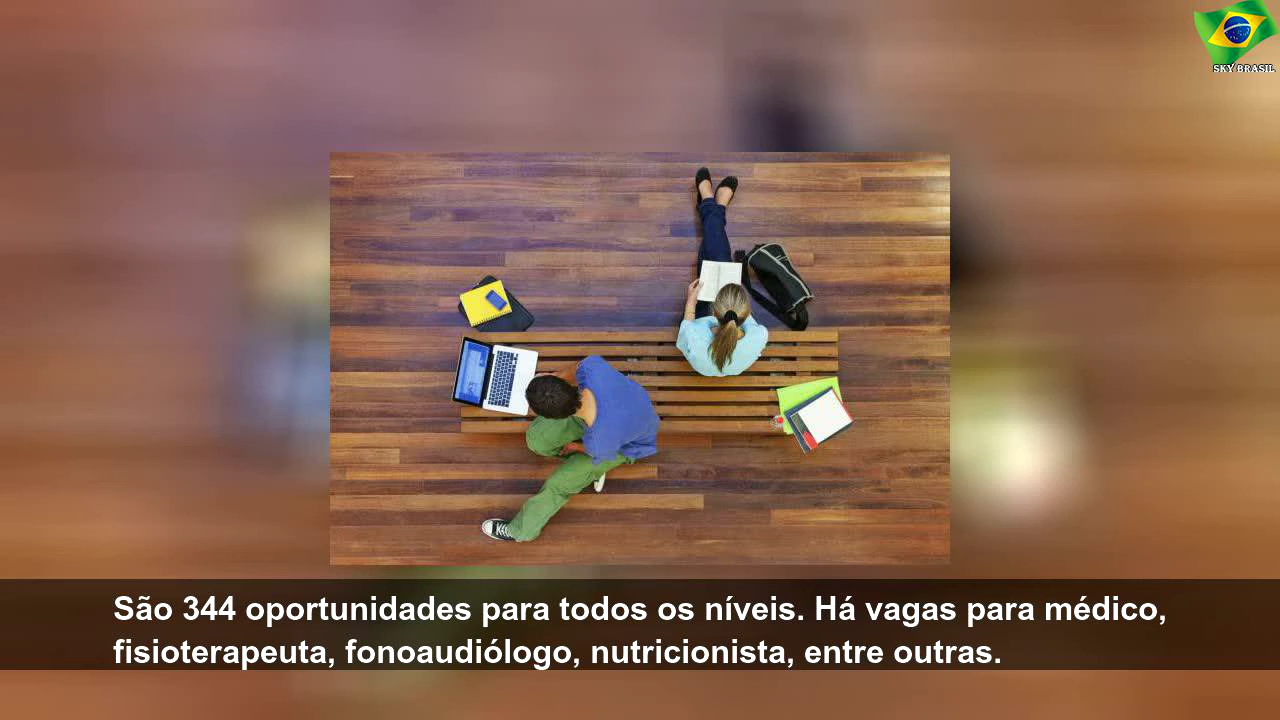 SKY BRASIL
São 344 oportunidades para todos os níveis. Há vagas para médico,
fisioterapeuta, fonoaudiólogo, nutricionista, entre outras.